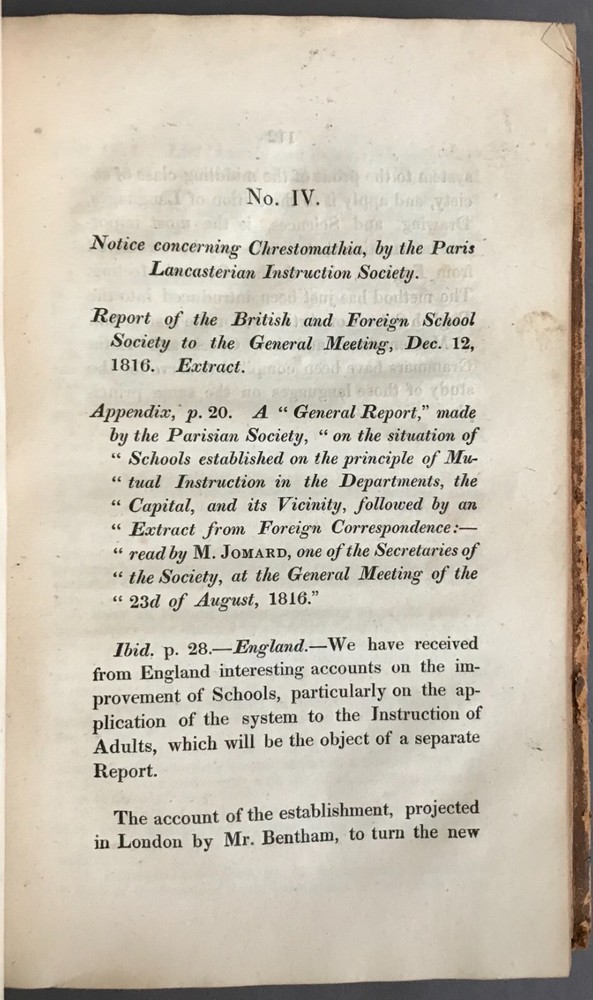 No. IV.
Notice concerning Chrestomathia, by the Paris
Lancasterian Instruction Society.
Report of the British and Foreign School
Society to the General Meeting, Dec. 12,
1816. Extract.
Appendix, p. 20. A “ General Report,” made
by the Parisian Society, “ on the situation of
“ Schools established on the principle of Mu-
“ tual Instruction in the Departments, the
“ Capital, and its Vicinity, followed by an
“ Extract from Foreign Correspondence:—
“ read by M. JOMARD, one of the Secretaries of
“ the Society, at the General Meeting of the
“ 23d of August, 1816.”
Ibid. p. 28.—England.—We have received
from England interesting accounts on the im-
provement of Schools, particularly on the ap-
plication of the system to the Instruction of
Adults, which will be the object of a separate
Report.
The account of the establishment, projected
in London by Mr. Bentham, to turn the new